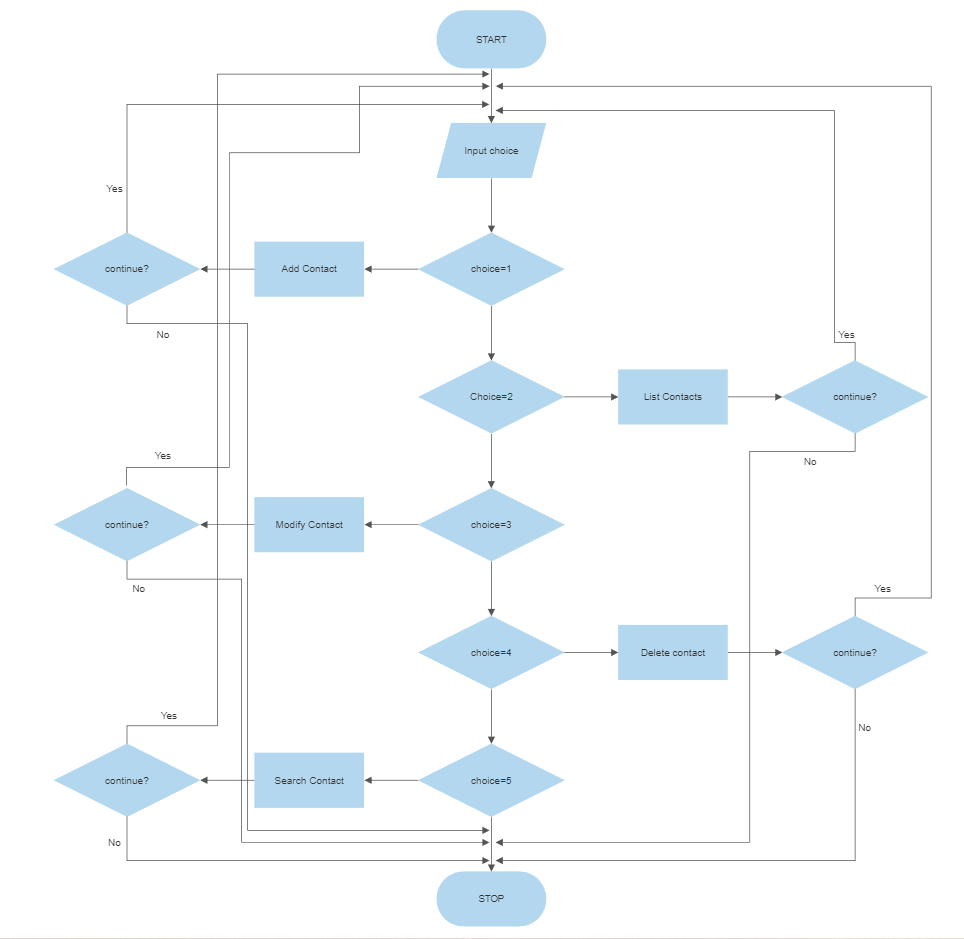 START
Input choice
Yes
continue?
Add Contact
choice=1
No
Yes
Choice=2
List Contacts
continue?
Yes
No
continue?
Modify Contact
choice=3
No
Yes
choice=4
Delete contact
continue?
Yes
No
continue?
Search Contact
choice=5
No
STOP